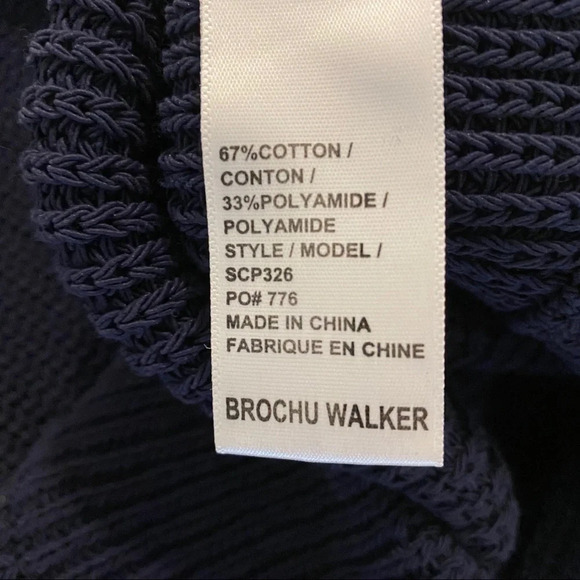 67%COTTON /
CONTON /
33%POLYAMIDE /
POLYAMIDE
STYLE / MODEL /
SCP326
PO# 776
MADE IN CHINA
FABRIQUE EN CHINE
BROCHU WALKER